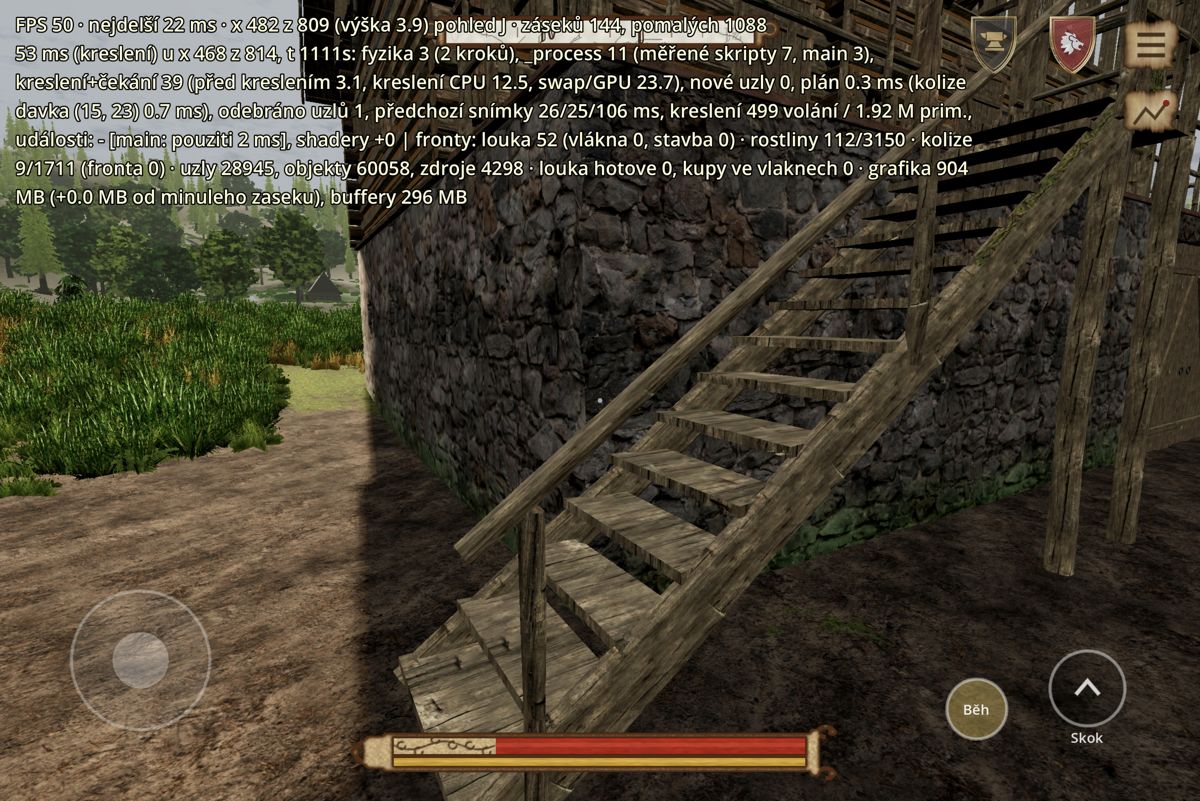 FPS 50 · nejdelší 22 ms · x 482 z 809 (výška 3.9) pohled J · záseků 144, pomalých 1088
53 ms (kreslení) u x 468 z 814, t 1111s: fyzika 3 (2 kroků), _process 11 (měřené skripty 7, main 3),
kreslení+čekání 39 (před kreslením 3.1, kreslení CPU 12.5, swap/GPU 23.7), nové uzly 0, plán 0.3 ms (kolize
davka (15, 23) 0.7 ms), odebráno uzlů 1, předchozí snímky 26/25/106 ms, kreslení 499 volání / 1.92 M prim.,
události: - [main: pouziti 2 ms], shadery +0 | fronty: louka 52 (vlákna 0, stavba 0) · rostliny 112/3150 · kolize
9/1711 (fronta 0) · uzly 28945, objekty 60058, zdroje 4298 · louka hotove 0, kupy ve vlaknech 0 · grafika 904
MB (+0.0 MB od minuleho zaseku), buffery 296 MB
Běh
Skok